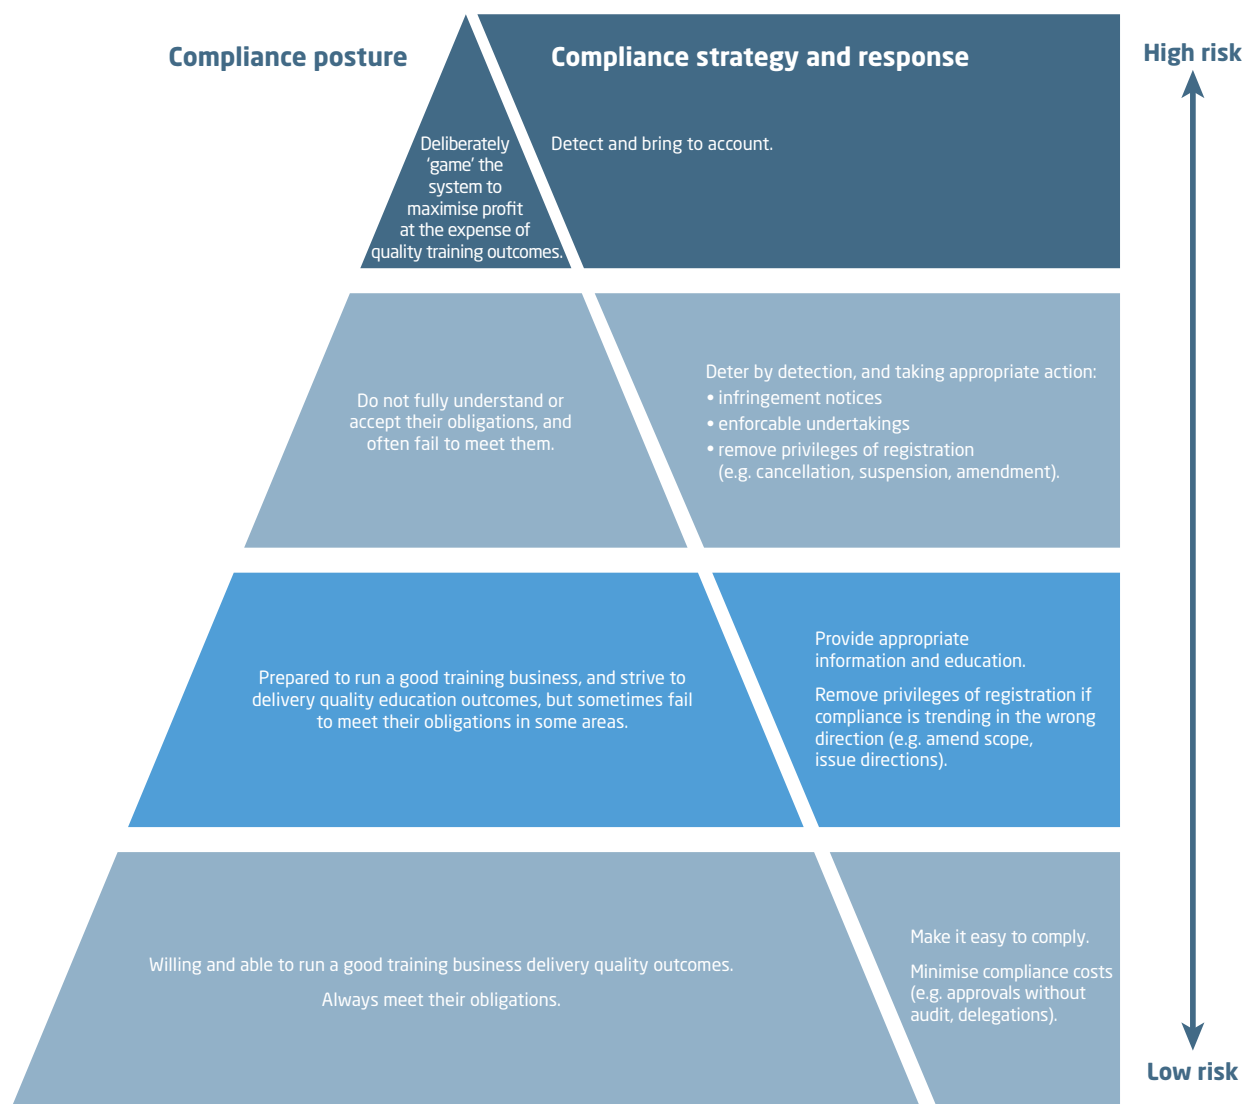 Compliance posture
Compliance strategy and response
High risk
Deliberately
‘game’ the
system to
maximise profit
at the expense of
quality training outcomes.
Detect and bring to account.
Do not fully understand or
accept their obligations, and
often fail to meet them.
Deter by detection, and taking appropriate action:
• infringement notices
• enforcable undertakings
• remove privileges of registration
(e.g. cancellation, suspension, amendment).
Prepared to run a good training business, and strive to
delivery quality education outcomes, but sometimes fail
to meet their obligations in some areas.
Provide appropriate
information and education.
Remove privileges of registration if
compliance is trending in the wrong
direction (e.g. amend scope,
issue directions).
Willing and able to run a good training business delivery quality outcomes.
Always meet their obligations.
Make it easy to comply.
Minimise compliance costs
(e.g. approvals without
audit, delegations).
Low risk